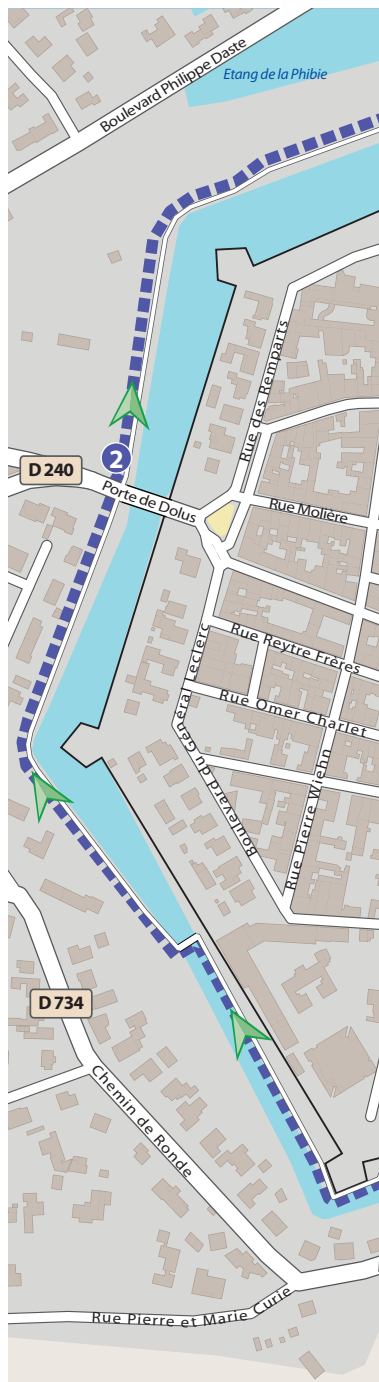 Boulevard Philippe Daste
Etang de la Phibie
Rue des Remparts
2
D 240
Porte de Dolus
Rue Molière
Rue Reytre Frères
Rue Omer Charlet
Boulevard du Général Leclerc
Rue Pierre Wiehn
D 734
Chemin de Ronde
Rue Pierre et Marie Curie